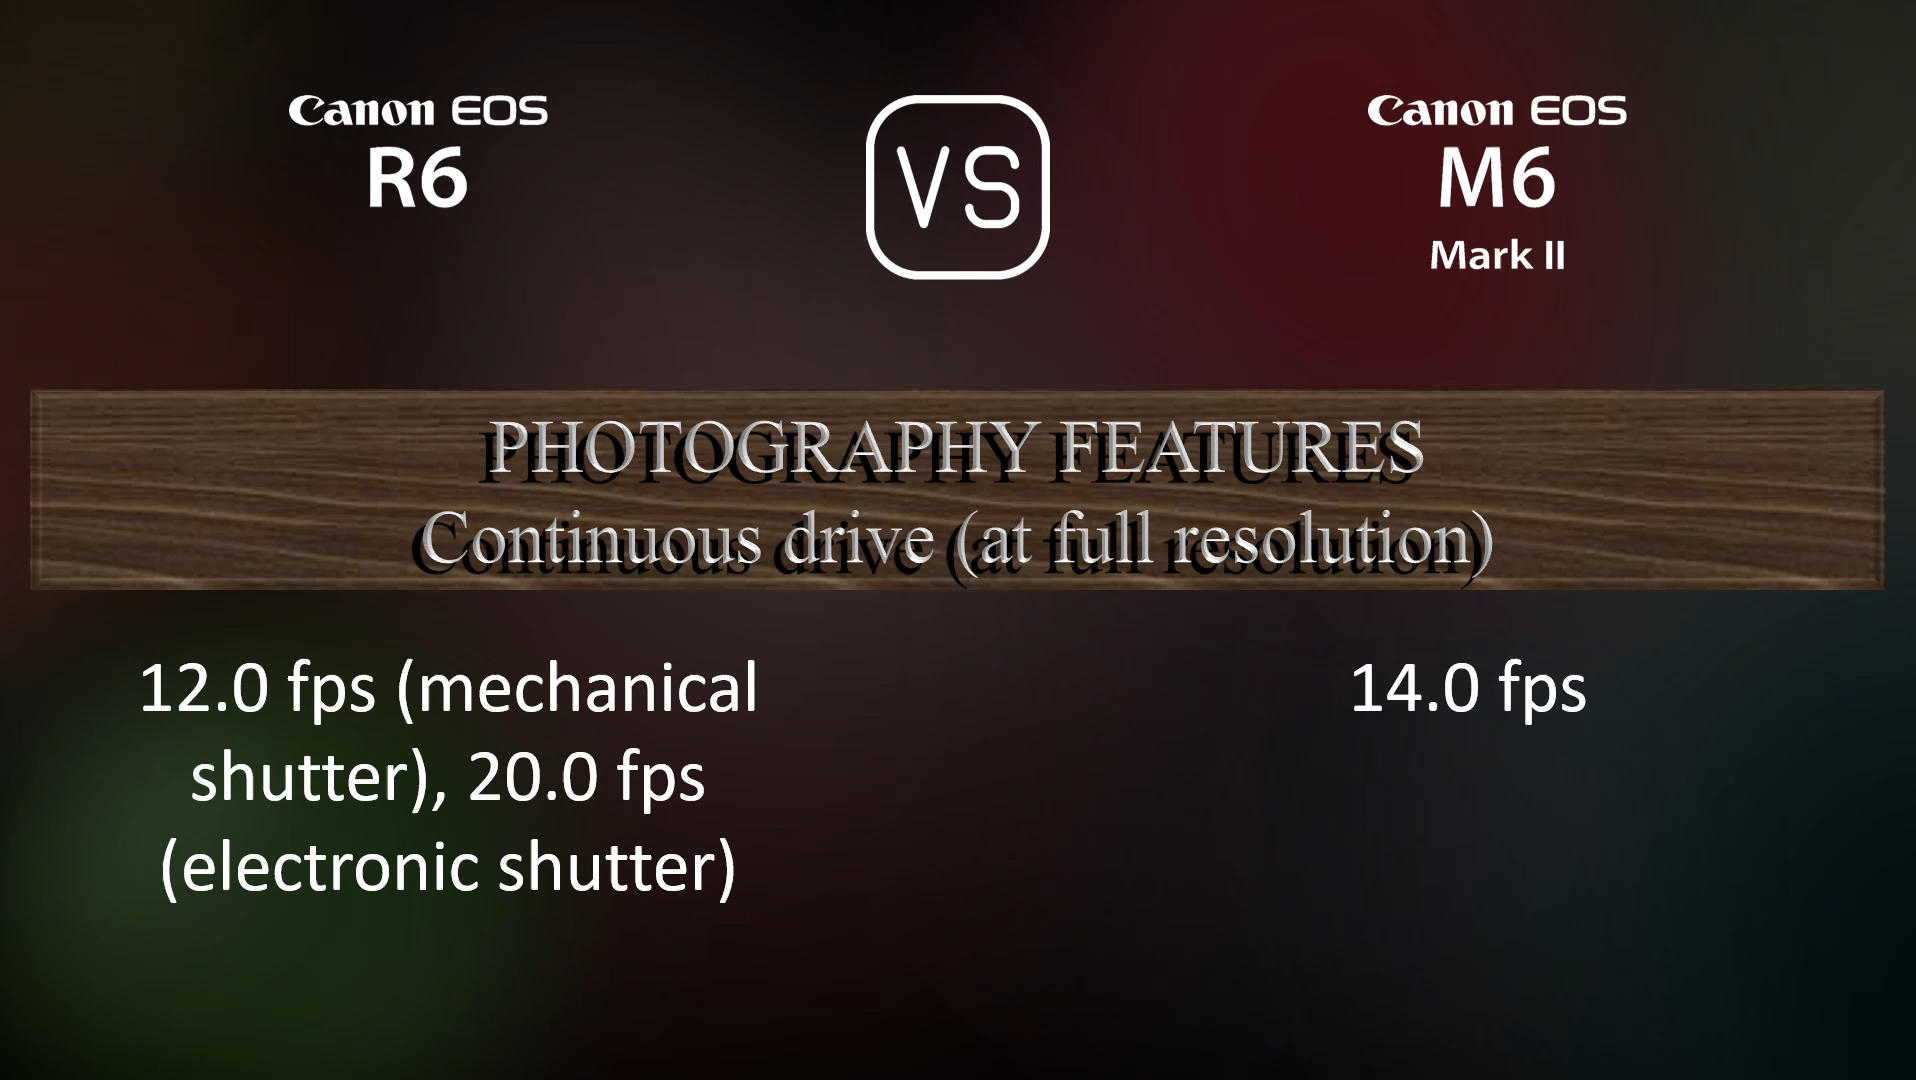 Canon EOS
R6
VS
Canon EOS
M6
Mark II
PHOTOGRAPHY FEATURES
Continuous drive (at full resolution)
12.0 fps (mechanical
shutter), 20.0 fps
(electronic shutter)
14.0 fps